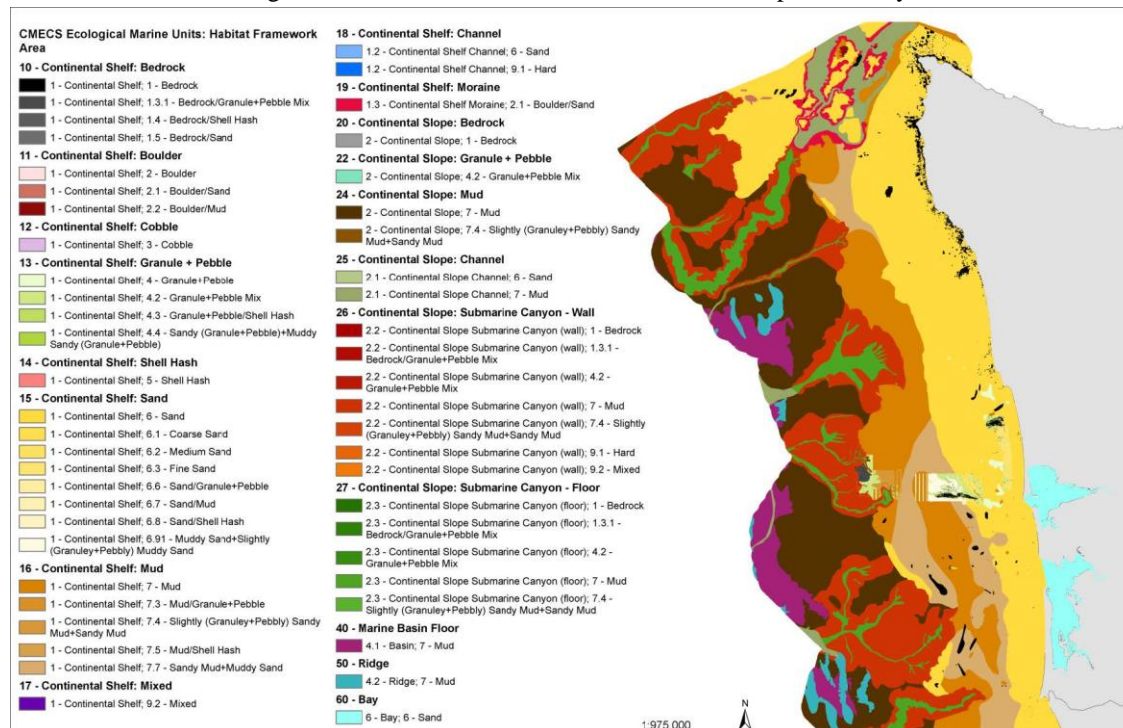 CMECS Ecological Marine Units: Habitat Framework
Area
10 - Continental Shelf: Bedrock
1 - Continental Shelf; 1 - Bedrock
1 - Continental Shelf; 1.3.1 - Bedrock/Granule+Pebble Mix
1 - Continental Shelf; 1.4 - Bedrock/Shell Hash
1 - Continental Shelf; 1.5 - Bedrock/Sand
11 - Continental Shelf: Boulder
1 - Continental Shelf; 2 - Boulder
1 - Continental Shelf; 2.1 - Boulder/Sand
1 - Continental Shelf; 2.2 - Boulder/Mud
12 - Continental Shelf: Cobble
1 - Continental Shelf; 3 - Cobble
13 - Continental Shelf: Granule + Pebble
1 - Continental Shelf; 4 - Granule+Pebble
1 - Continental Shelf; 4.2 - Granule+Pebble Mix
1 - Continental Shelf; 4.3 - Granule+Pebble/Shell Hash
1 - Continental Shelf; 4.4 - Sandy (Granule+Pebble)+Muddy
Sandy (Granule+Pebble)
14 - Continental Shelf: Shell Hash
1 - Continental Shelf; 5 - Shell Hash
15 - Continental Shelf: Sand
1 - Continental Shelf; 6 - Sand
1 - Continental Shelf; 6.1 - Coarse Sand
1 - Continental Shelf; 6.2 - Medium Sand
1 - Continental Shelf; 6.3 - Fine Sand
1 - Continental Shelf; 6.6 - Sand/Granule+Pebble
1 - Continental Shelf; 6.7 - Sand/Mud
1 - Continental Shelf; 6.8 - Sand/Shell Hash
1 - Continental Shelf; 6.91 - Muddy Sand+Slightly
(Granuley+Pebbly) Muddy Sand
16 - Continental Shelf: Mud
1 - Continental Shelf; 7 - Mud
1 - Continental Shelf; 7.3 - Mud/Granule+Pebble
1 - Continental Shelf; 7.4 - Slightly (Granuley+Pebbly) Sandy
Mud+Sandy Mud
1 - Continental Shelf; 7.5 - Mud/Shell Hash
1 - Continental Shelf; 7.7 - Sandy Mud+Muddy Sand
17 - Continental Shelf: Mixed
1 - Continental Shelf; 9.2 - Mixed
18 - Continental Shelf: Channel
1.2 - Continental Shelf Channel; 6 - Sand
1.2 - Continental Shelf Channel; 9.1 - Hard
19 - Continental Shelf: Moraine
1.3 - Continental Shelf Moraine; 2.1 - Boulder/Sand
20 - Continental Slope: Bedrock
2 - Continental Slope; 1 - Bedrock
22 - Continental Slope: Granule + Pebble
2 - Continental Slope; 4.2 - Granule+Pebble Mix
24 - Continental Slope: Mud
2 - Continental Slope; 7 - Mud
2 - Continental Slope; 7.4 - Slightly (Granuley+Pebbly) Sandy
Mud+Sandy Mud
25 - Continental Slope: Channel
2.1 - Continental Slope Channel; 6 - Sand
2.1 - Continental Slope Channel; 7 - Mud
26 - Continental Slope: Submarine Canyon - Wall
2.2 - Continental Slope Submarine Canyon (wall); 1 - Bedrock
2.2 - Continental Slope Submarine Canyon (wall); 1.3.1 -
Bedrock/Granule+Pebble Mix
2.2 - Continental Slope Submarine Canyon (wall); 4.2 -
Granule+Pebble Mix
2.2 - Continental Slope Submarine Canyon (wall); 7 - Mud
2.2 - Continental Slope Submarine Canyon (wall); 7.4 - Slightly
(Granuley+Pebbly) Sandy Mud+Sandy Mud
2.2 - Continental Slope Submarine Canyon (wall); 9.1 - Hard
2.2 - Continental Slope Submarine Canyon (wall); 9.2 - Mixed
27 - Continental Slope: Submarine Canyon - Floor
2.3 - Continental Slope Submarine Canyon (floor); 1 - Bedrock
2.3 - Continental Slope Submarine Canyon (floor); 1.3.1 -
Bedrock/Granule+Pebble Mix
2.3 - Continental Slope Submarine Canyon (floor); 4.2 -
Granule+Pebble Mix
2.3 - Continental Slope Submarine Canyon (floor); 7 - Mud
2.3 - Continental Slope Submarine Canyon (floor); 7.4 -
Slightly (Granuley+Pebbly) Sandy Mud+Sandy Mud
40 - Marine Basin Floor
4.1 - Basin; 7 - Mud
50 - Ridge
4.2 - Ridge; 7 - Mud
60 - Bay
6 - Bay; 6 - Sand
1:975,000
N